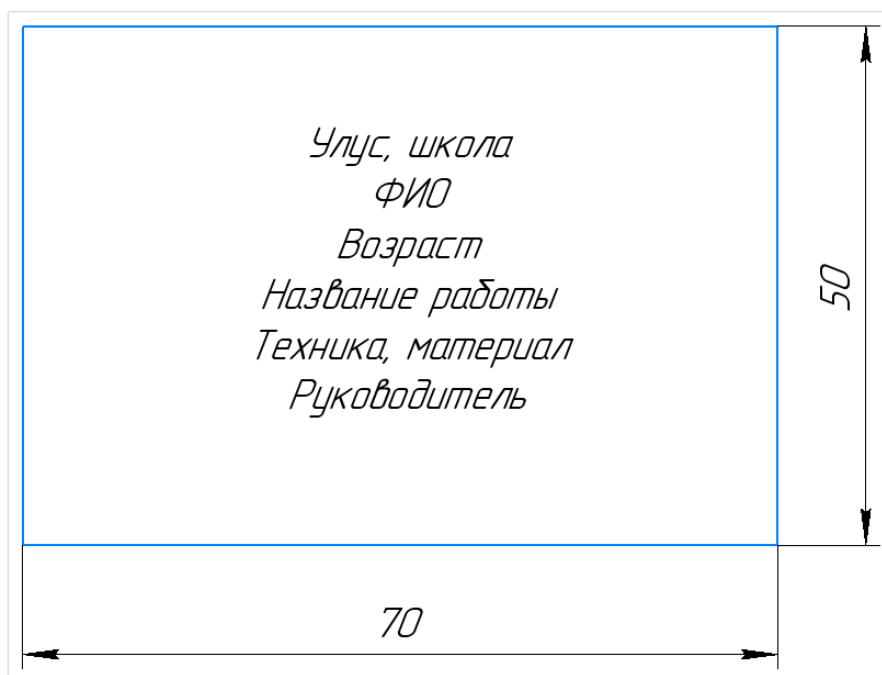 Улус, школа
ФИО
Возраст
Название работы
Техника, материал
Руководитель
50
70